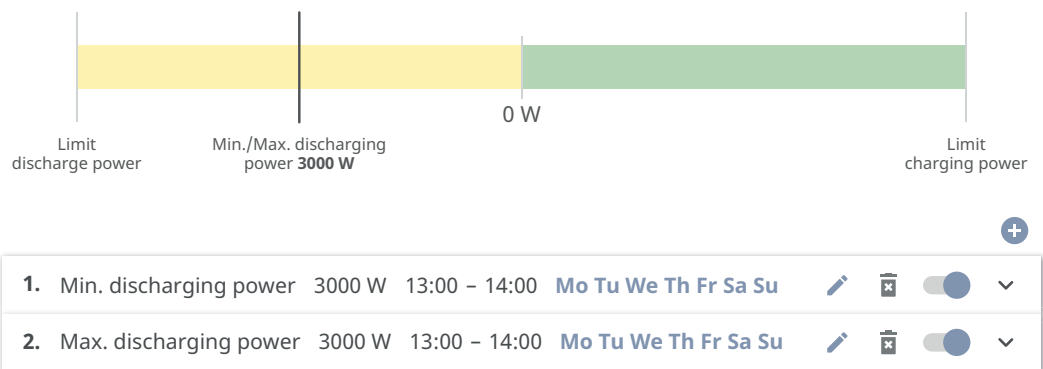 0 W
Limit
discharge power
Min./Max. discharging
power 3000 W
Limit
charging power
1. Min. discharging power 3000 W 13:00 – 14:00 Mo Tu We Th Fr Sa Su
2. Max. discharging power 3000 W 13:00 – 14:00 Mo Tu We Th Fr Sa Su